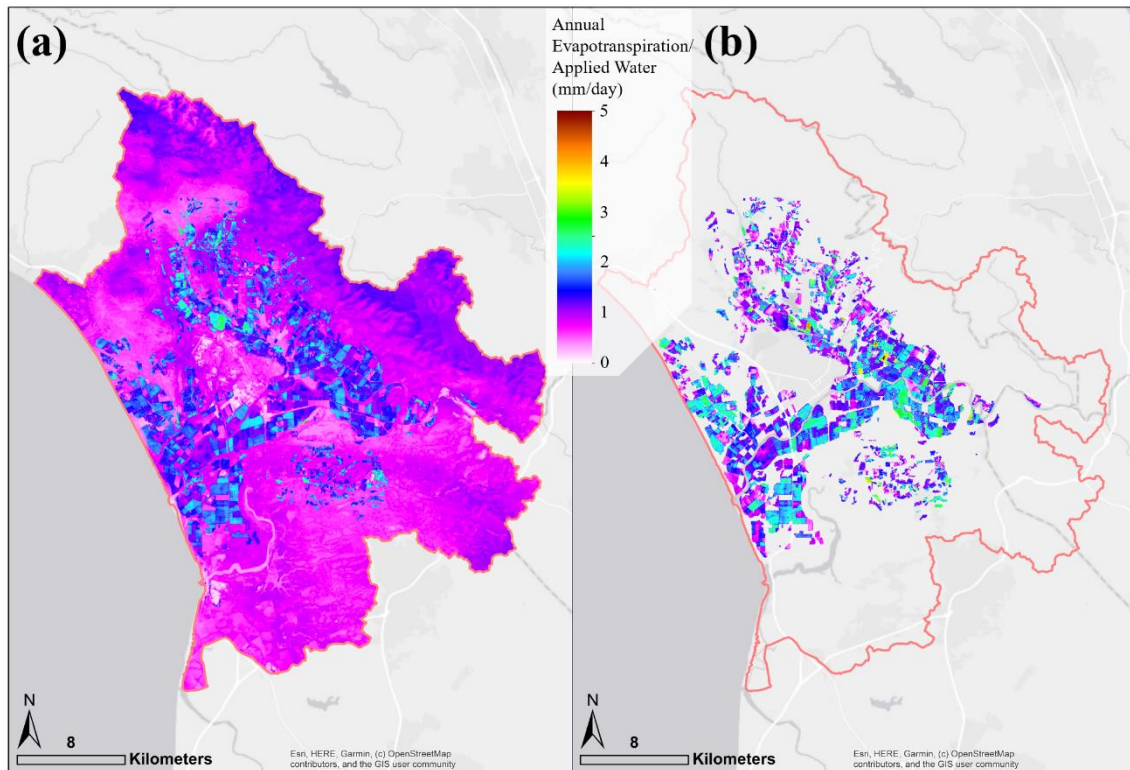 (a)
Annual
Evapotranspiration/
Applied Water
(mm/day)
5
4
3
2
1
0
(b)
N
8
Kilometers
Esri, HERE, Garmin, (c) OpenStreetMap
contributors, and the GIS user community
N
8
Kilometers
Esri, HERE, Garmin, (c) OpenStreetMap
contributors, and the GIS user community